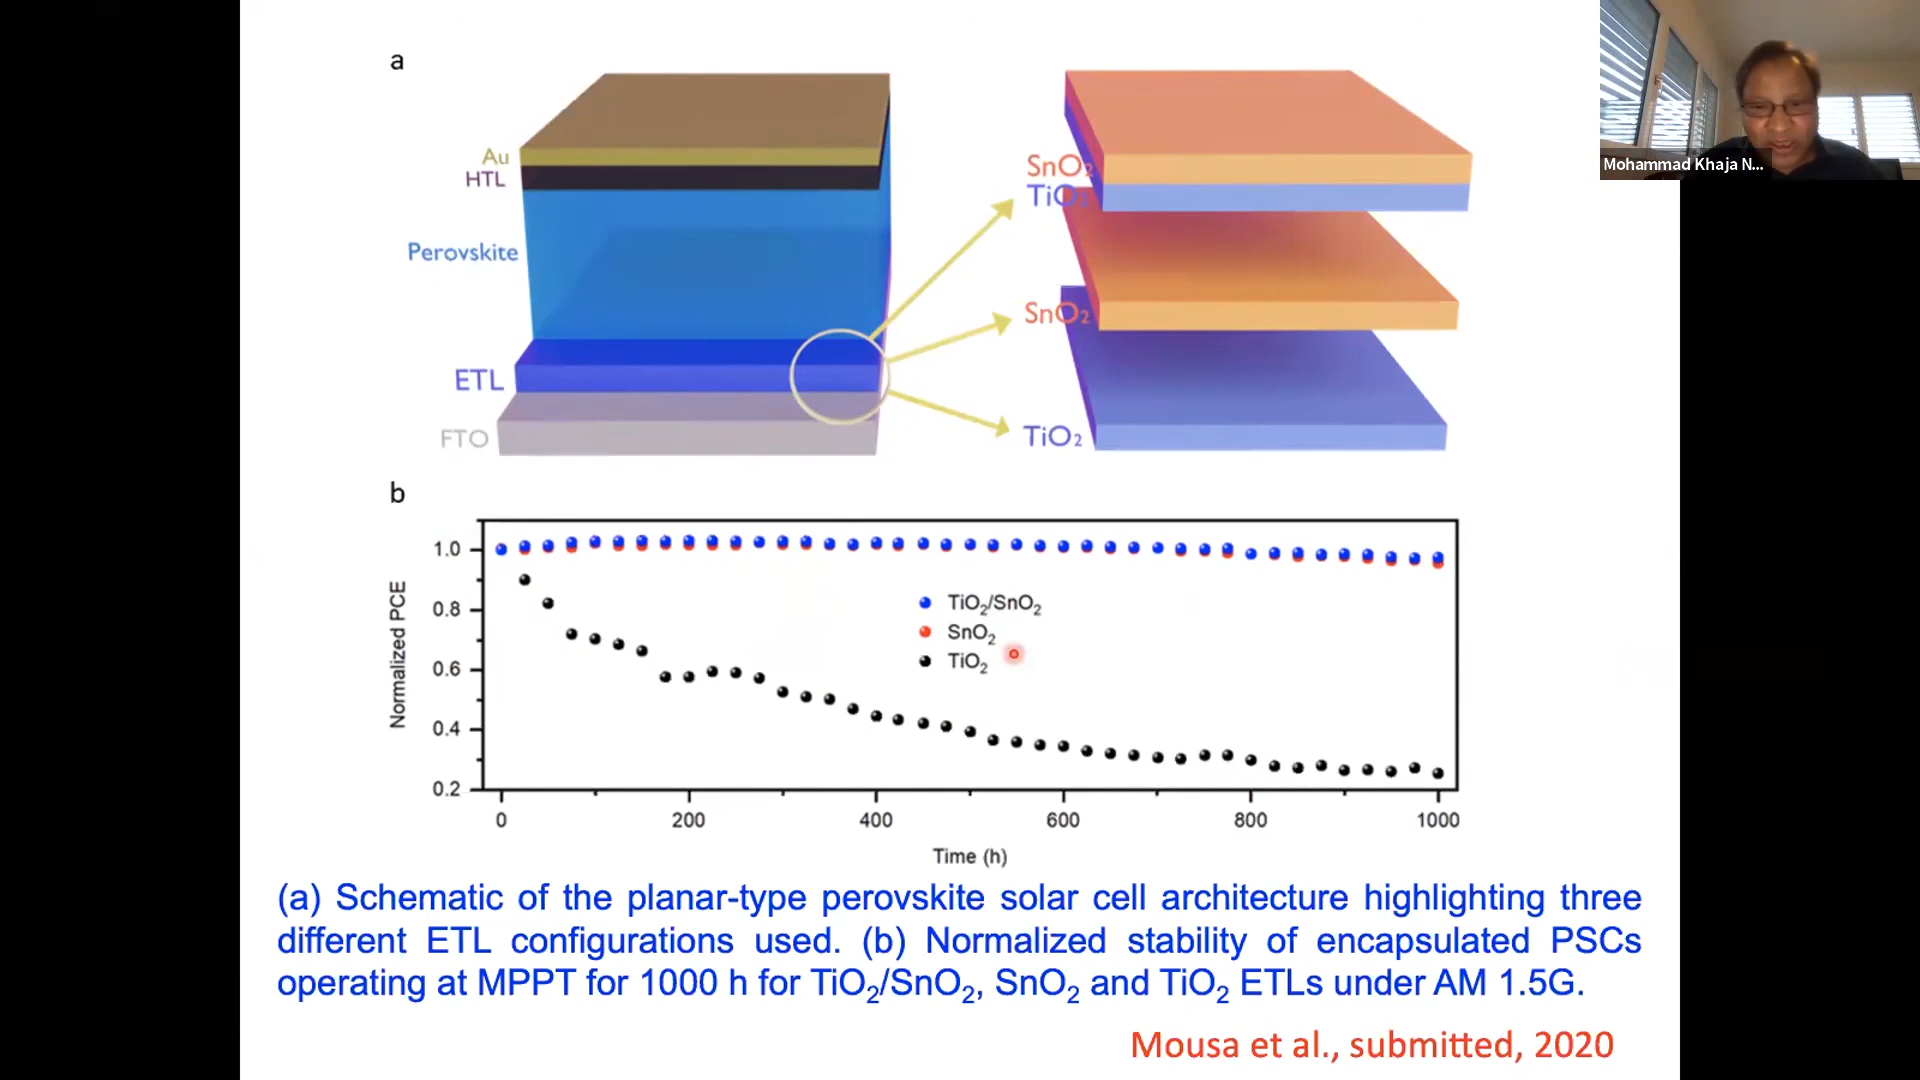 a
Au
HTL
Perovskite
ETL
FTO
SnO2
TiO2
SnO2
TiO2
b
Normalized PCE
1.0
0.8
0.6
0.4
0.2
TiO2/SnO2
SnO2
TiO2
0 200 400 600 800 1000
Time (h)
(a) Schematic of the planar-type perovskite solar cell architecture highlighting three
different ETL configurations used. (b) Normalized stability of encapsulated PSCs
operating at MPPT for 1000 h for TiO2/SnO2, SnO2 and TiO2 ETLs under AM 1.5G.
Mousa et al., submitted, 2020
Mohammad Khaja N...